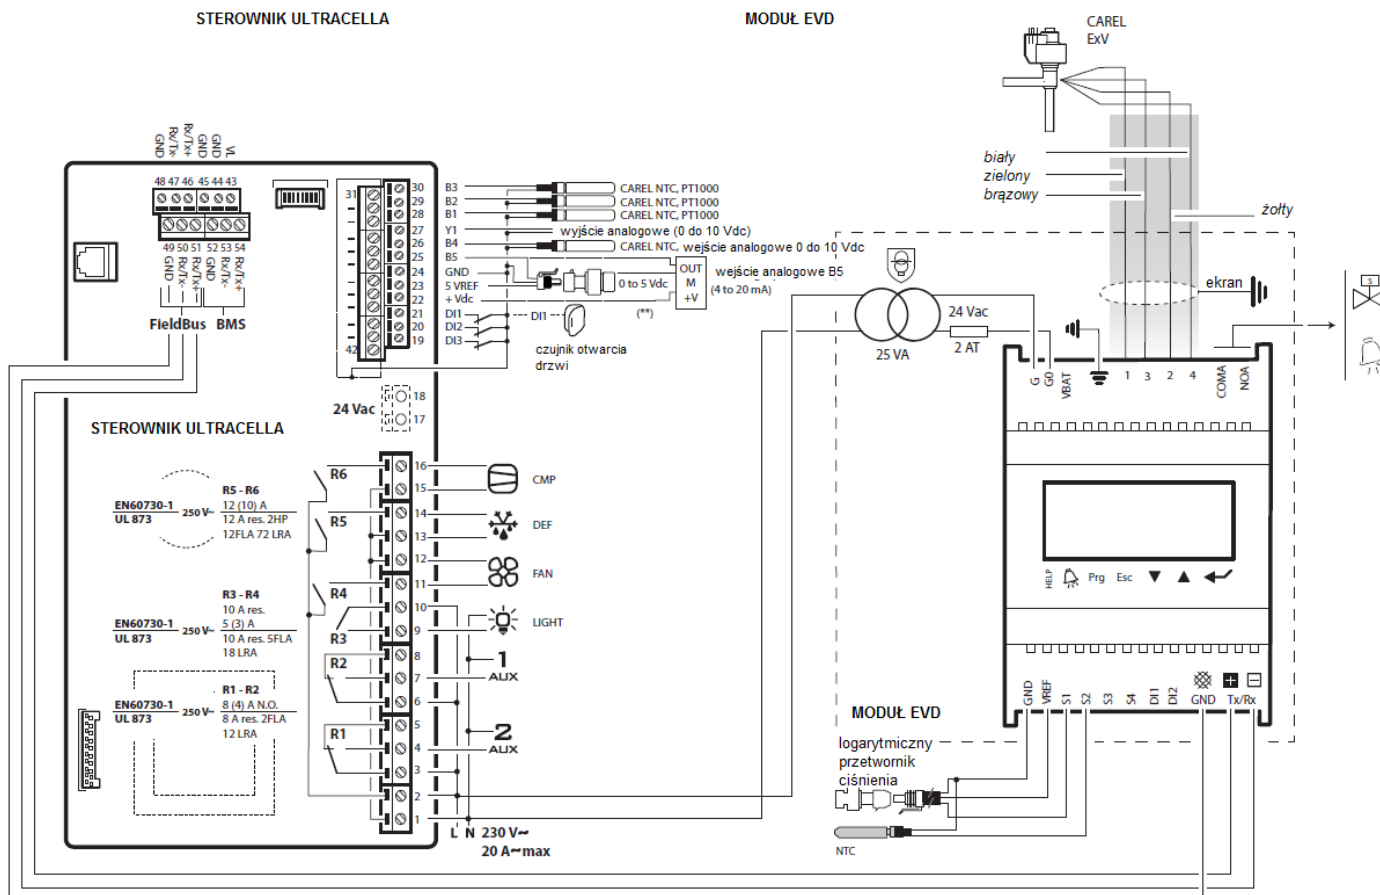 STEROWNIK ULTRACELLA
MODUŁ EVD
CAREL
ExV
GND
Rx/Tx-
Rx/Tx+
GND
GND
VL
48 47 46 45 44 43
49 50 51 52 53 54
GND
Rx/Tx-
Rx/Tx+
GND
Rx/Tx-
Rx/Tx+
FieldBus BMS
31
42
30 B3 CAREL NTC, PT1000
29 B2 CAREL NTC, PT1000
28 B1 CAREL NTC, PT1000
27 Y1 wyjście analogowe (0 do 10 Vdc)
26 B4 CAREL NTC, wejście analogowe 0 do 10 Vdc
25 B5
24 GND
23 5 VREF
22 + Vdc
21 DI1
20 DI2
19 DI3
0 to 5 Vdc
OUT
M
+V
wejście analogowe B5
(4 to 20 mA)
(**)
DI1
czujnik otwarcia
drzwi
24 Vac
18
17
STEROWNIK ULTRACELLA
EN60730-1
UL 873
250 V~
R5 - R6
12 (10) A
12 A res. 2HP
12FLA 72 LRA
EN60730-1
UL 873
250 V~
R3 - R4
10 A res.
5 (3) A
10 A res. 5FLA
18 LRA
EN60730-1
UL 873
250 V~
R1 - R2
8 (4) A N.O.
8 A res. 2FLA
12 LRA
R6
R5
R4
R3
R2
R1
16
15
CMP
14
13
DEF
12
11
FAN
10
9
LIGHT
8
7
6
1
AUX
5
4
3
2
AUX
2
1
L N 230 V~
20 A~max
biały
zielony
brązowy
żołty
ekran
S
25 VA
24 Vac
2 AT
G
G0
VBAT
1
3
2
4
COMA
NOA
HELP
Prg
Esc
GND
VREF
S1
S2
S3
S4
DI1
DI2
GND
Tx/Rx
MODUŁ EVD
logarytmiczny
przetwornik
ciśnienia
NTC